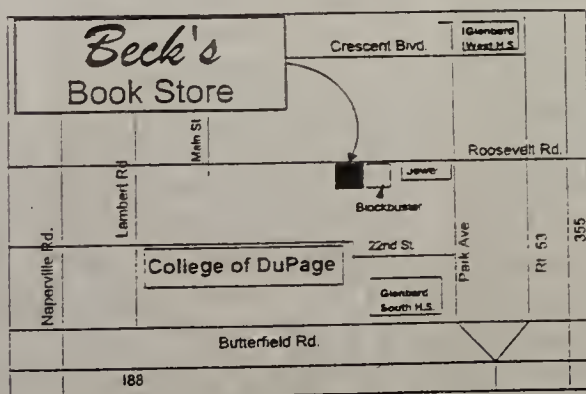 Beck's
Book Store
Crescent Blvd.
Glenbard
West H.S.
Main St
Roosevelt Rd.
Lambert Rd
Jewel
Blockbuster
Naperville Rd.
22nd St.
Park Ave
Rt 53
355
College of DuPage
Glenbard
South H.S.
Butterfield Rd.
I88